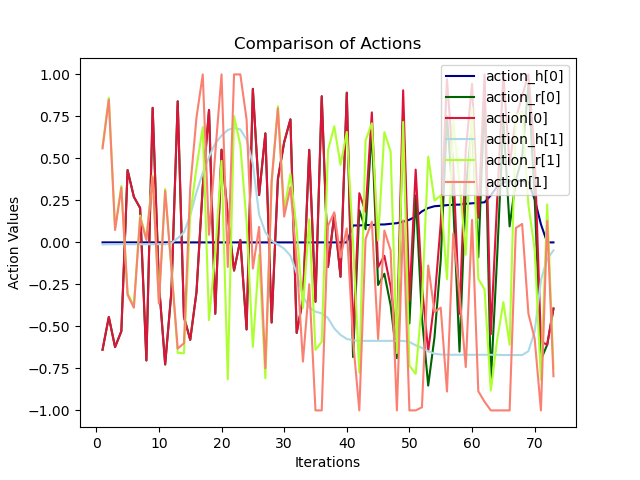 Comparison of Actions
1.00
0.75
0.50
0.25
0.00
−0.25
−0.50
−0.75
−1.00
Action Values
0
10
20
30
40
50
60
70
Iterations
action_h[0]
action_r[0]
action[0]
action_h[1]
action_r[1]
action[1]